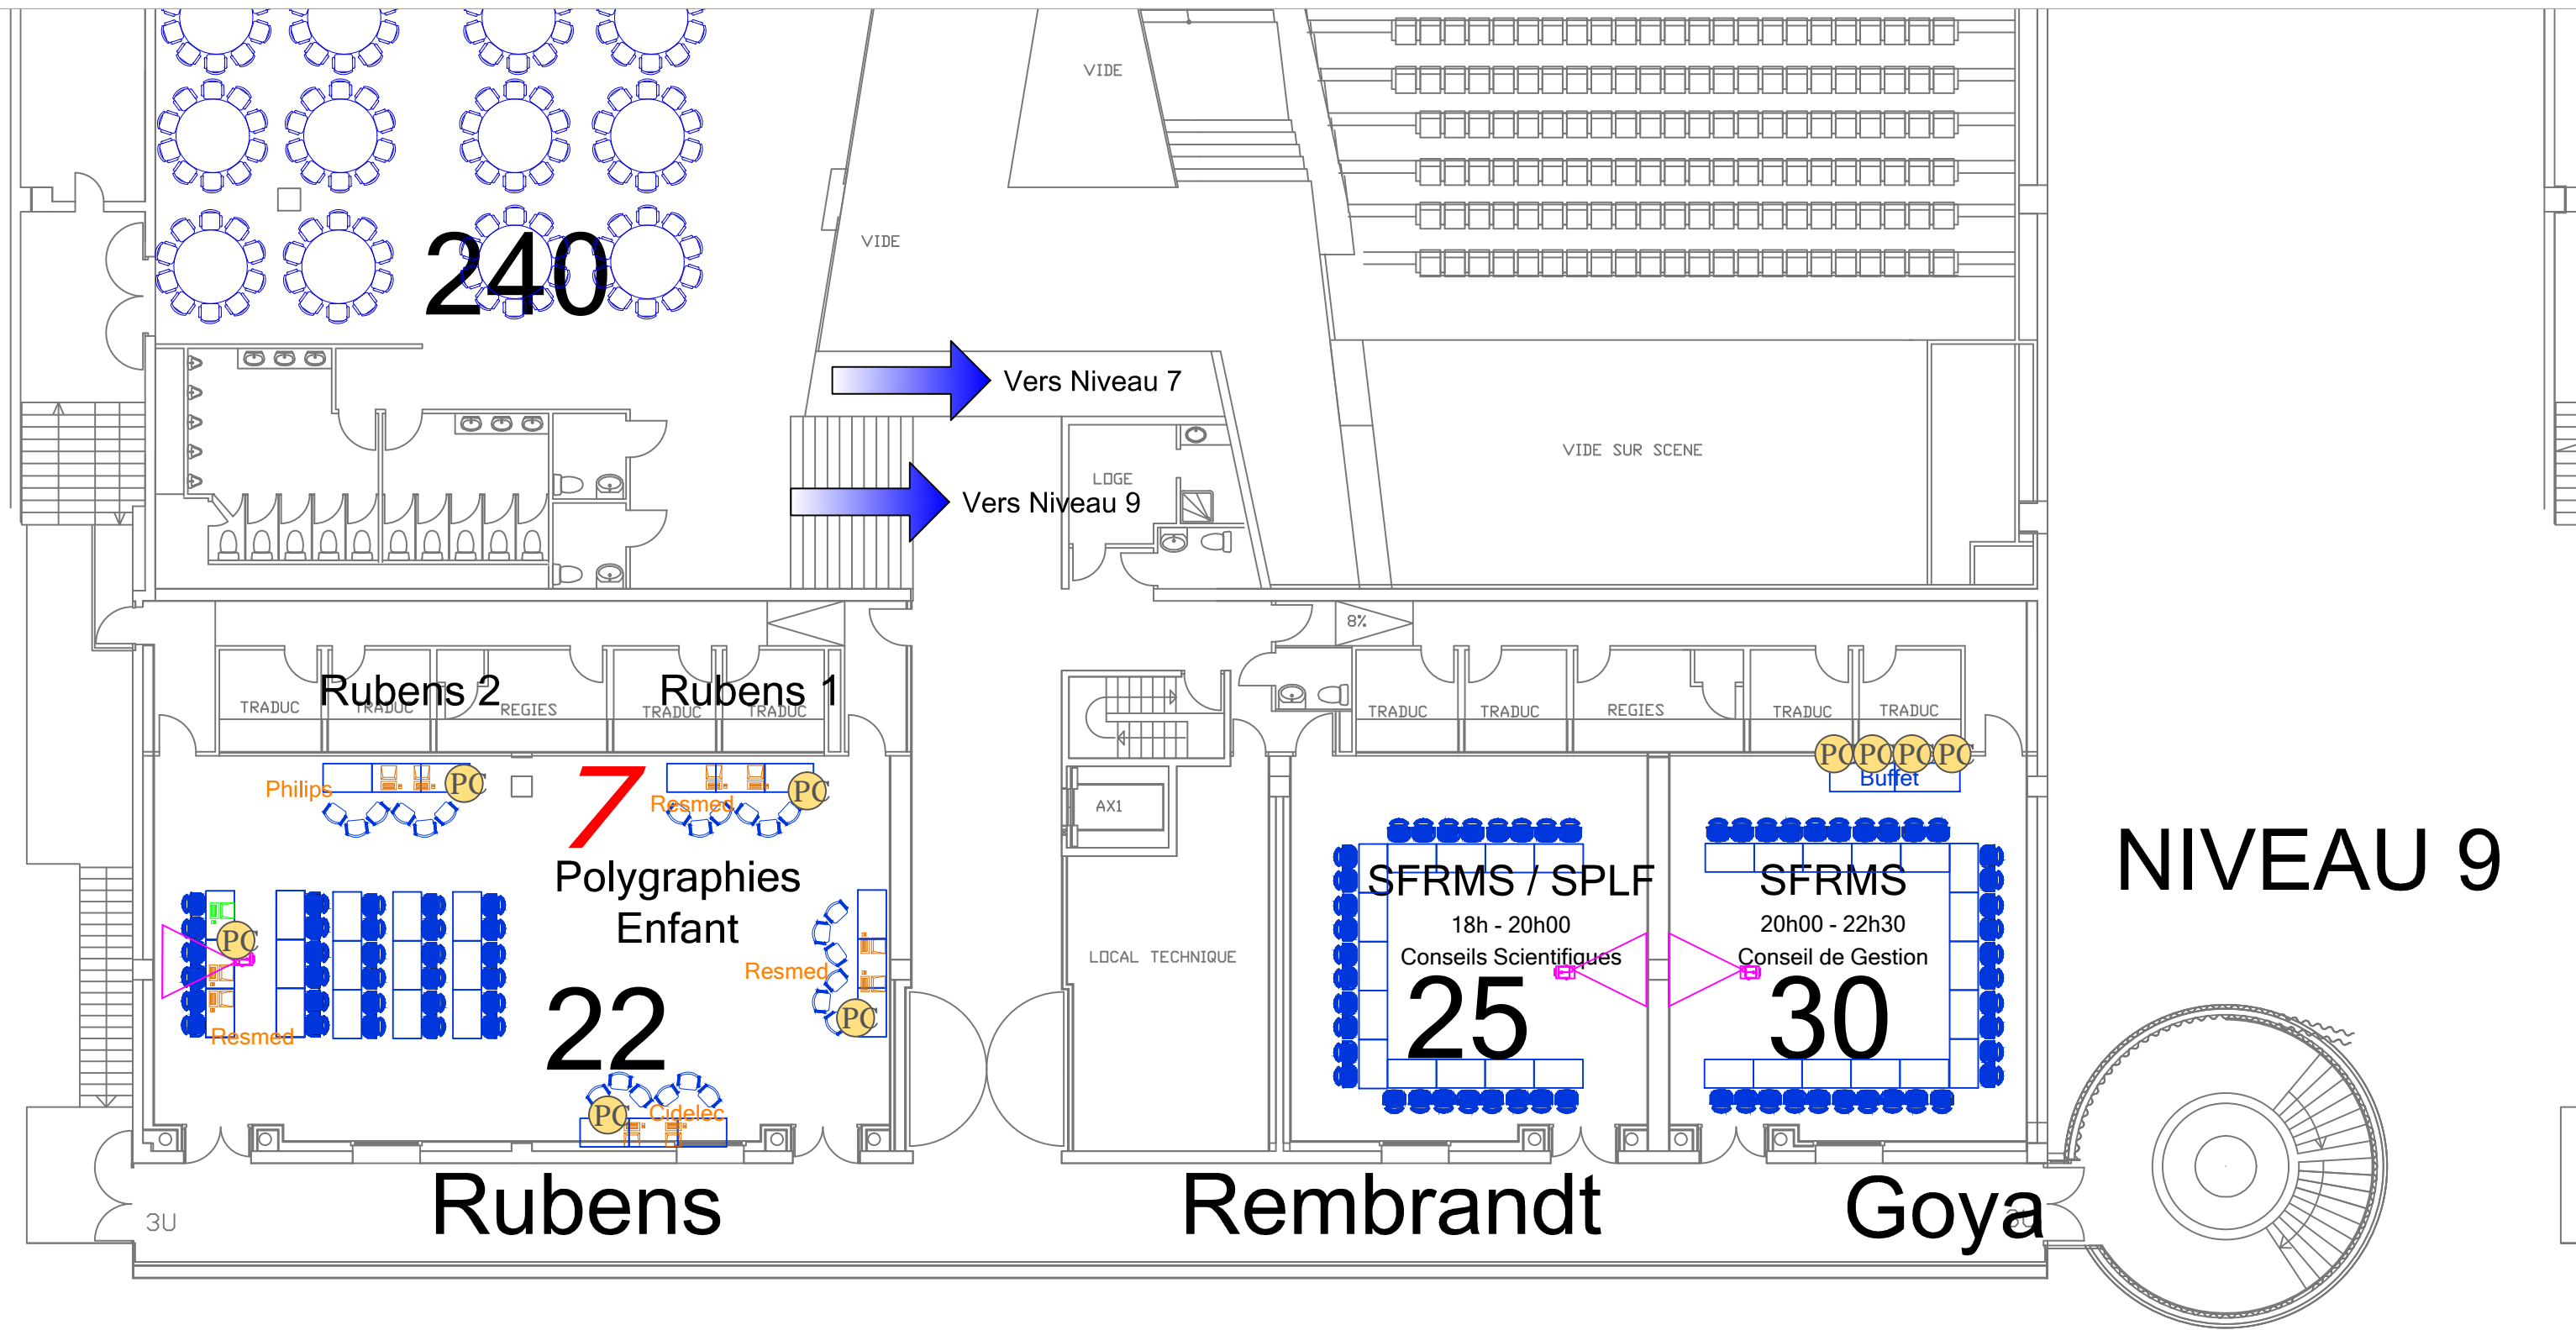 VIDE
VIDE
240
Vers Niveau 7
VIDE SUR SCENE
LOGE
Vers Niveau 9
8%
Rubens 2
Rubens 1
TRADUC
TRADUC
REGIES
TRADUC
TRADUC
TRADUC
TRADUC
REGIES
TRADUC
TRADUC
PC
PC
PC
PC
Buffet
Philips
PC
7
Resmed
PC
AX1
Polygraphies
Enfant
SFRMS / SPLF
18h - 20h00
Conseils Scientifiques
25
SFRMS
20h00 - 22h30
Conseil de Gestion
30
NIVEAU 9
PC
Resmed
LOCAL TECHNIQUE
22
PC
Resmed
PC
Cidelec
Rubens
Rembrandt
Goya
3U
3U